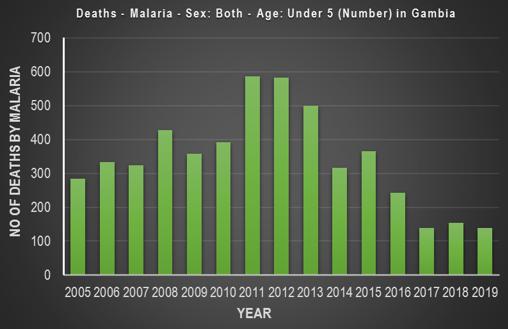 Deaths - Malaria - Sex: Both - Age: Under 5 (Number) in Gambia
NO OF DEATHS BY MALARIA
700
600
500
400
300
200
100
0
2005 2006 2007 2008 2009 2010 2011 2012 2013 2014 2015 2016 2017 2018 2019
YEAR